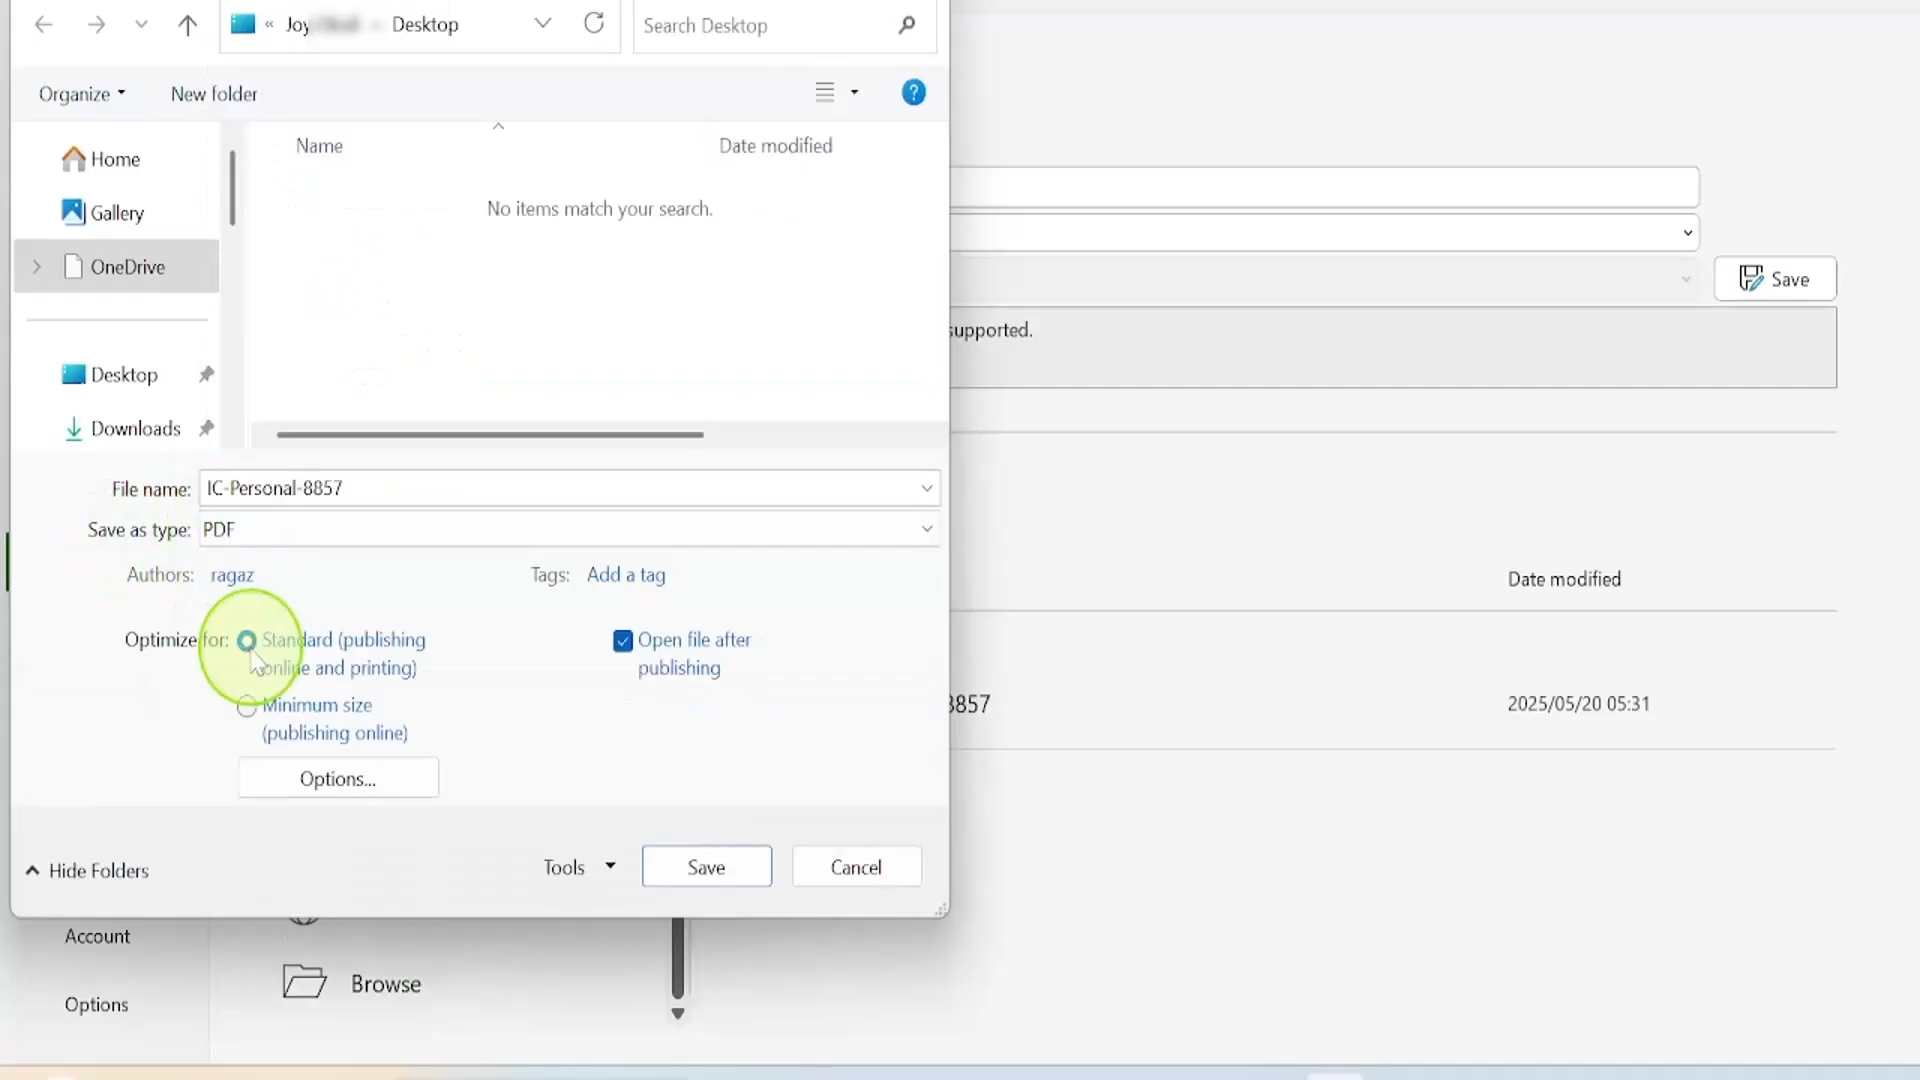 « Joy Desktop
Search Desktop
Organize
New folder
?
Name
Date modified
Home
No items match your search.
Gallery
OneDrive
Save
supported.
Desktop
Downloads
File name: IC-Personal-8857
Save as type: PDF
Authors: ragaz
Tags: Add a tag
Date modified
Optimize for: Standard (publishing
online and printing)
Open file after
publishing
Minimum size
(publishing online)
8857
2025/05/20 05:31
Options...
Hide Folders
Tools
Save
Cancel
Account
Browse
Options